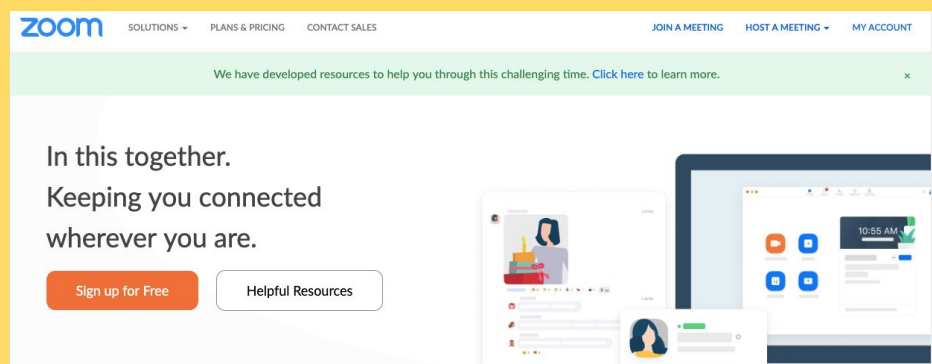 zoom
SOLUTIONS PLANS & PRICING CONTACT SALES JOIN A MEETING HOST A MEETING MY ACCOUNT
We have developed resources to help you through this challenging time. Click here to learn more. ×
In this together.
Keeping you connected
wherever you are.
Sign up for Free Helpful Resources
10:55 AM